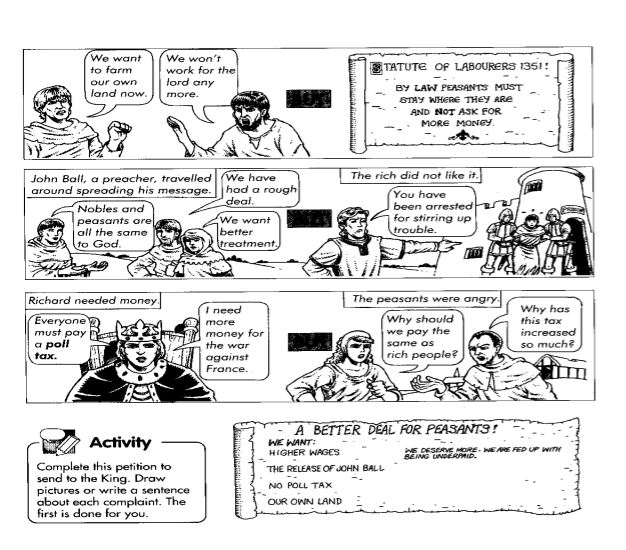 We want
to farm
our own
land now.
We won't
work for the
lord any
more.
STATUTE OF LABOURERS 1351!
BY LAW PEASANTS MUST
STAY WHERE THEY ARE
AND NOT ASK FOR
MORE MONEY.
John Ball, a preacher, travelled
around spreading his message.
Nobles and
peasants are
all the same
to God.
We have
had a rough
deal.
We want
better
treatment.
The rich did not like it.
You have
been arrested
for stirring up
trouble.
Richard needed money.
Everyone
must pay
a poll
tax.
I need
more
money for
the war
against
France.
The peasants were angry.
Why should
we pay the
same as
rich people?
Why has
this tax
increased
so much?
Activity
Complete this petition to
send to the King. Draw
pictures or write a sentence
about each complaint. The
first is done for you.
A BETTER DEAL FOR PEASANTS!
WE WANT:
HIGHER WAGES
WE DESERVE MORE. WE ARE FED UP WITH
BEING UNDERPAID.
THE RELEASE OF JOHN BALL
NO POLL TAX
OUR OWN LAND